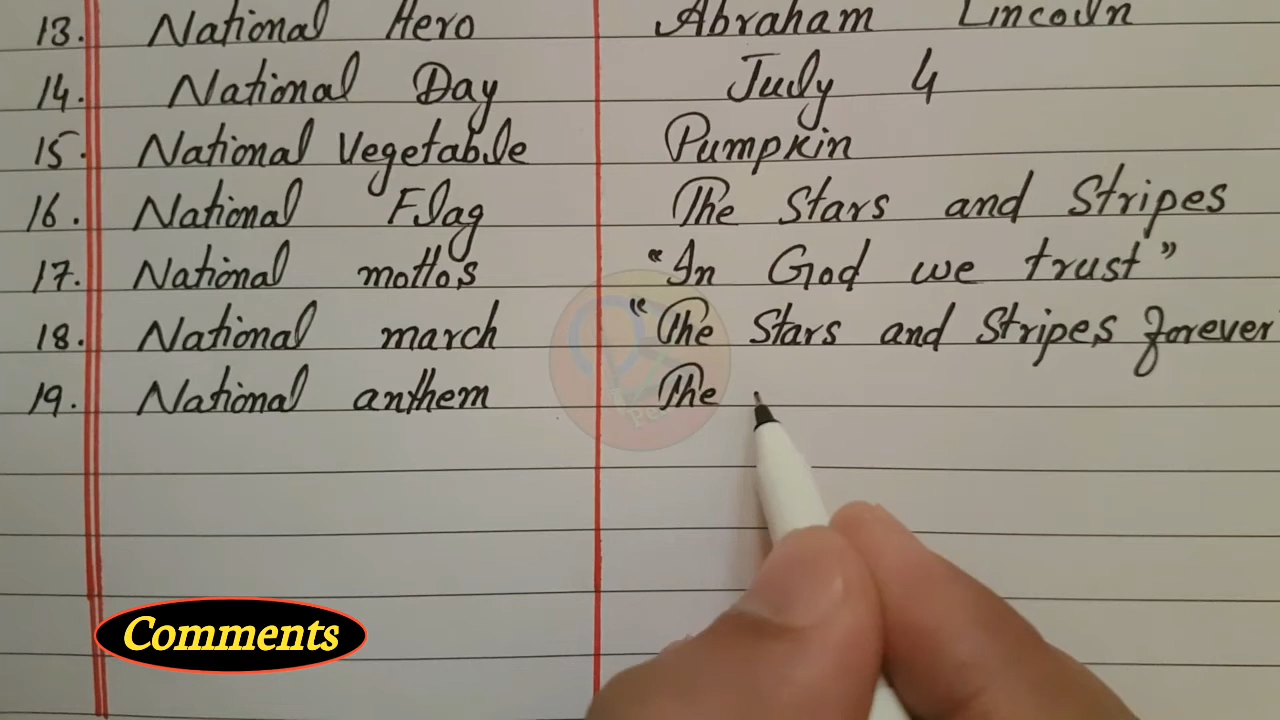 13. National Hero Abraham Lincoln
14. National Day July 4
15. National Vegetable Pumpkin
16. National Flag The Stars and Stripes
17. National mottos "In God we trust"
18. National march "The Stars and Stripes forever
19. National anthem The
Comments